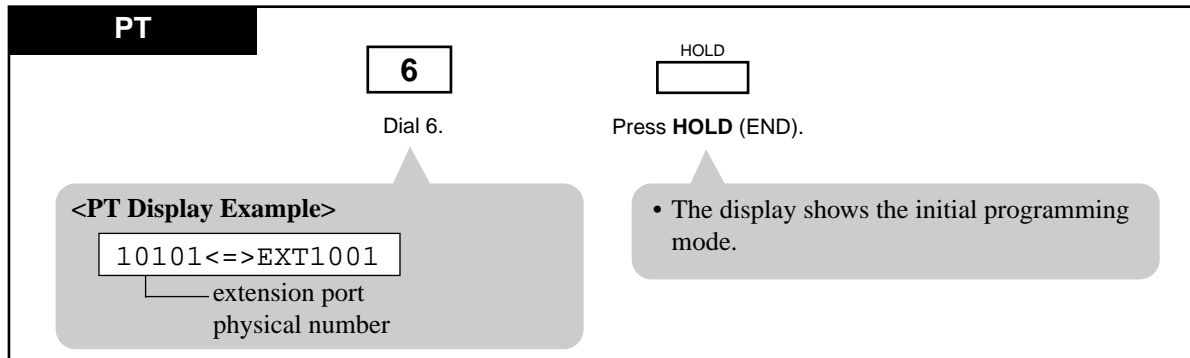 PT
6
HOLD
Dial 6.
Press HOLD (END).
<PT Display Example>
10101<=>EXT1001
extension port
physical number
• The display shows the initial programming
mode.